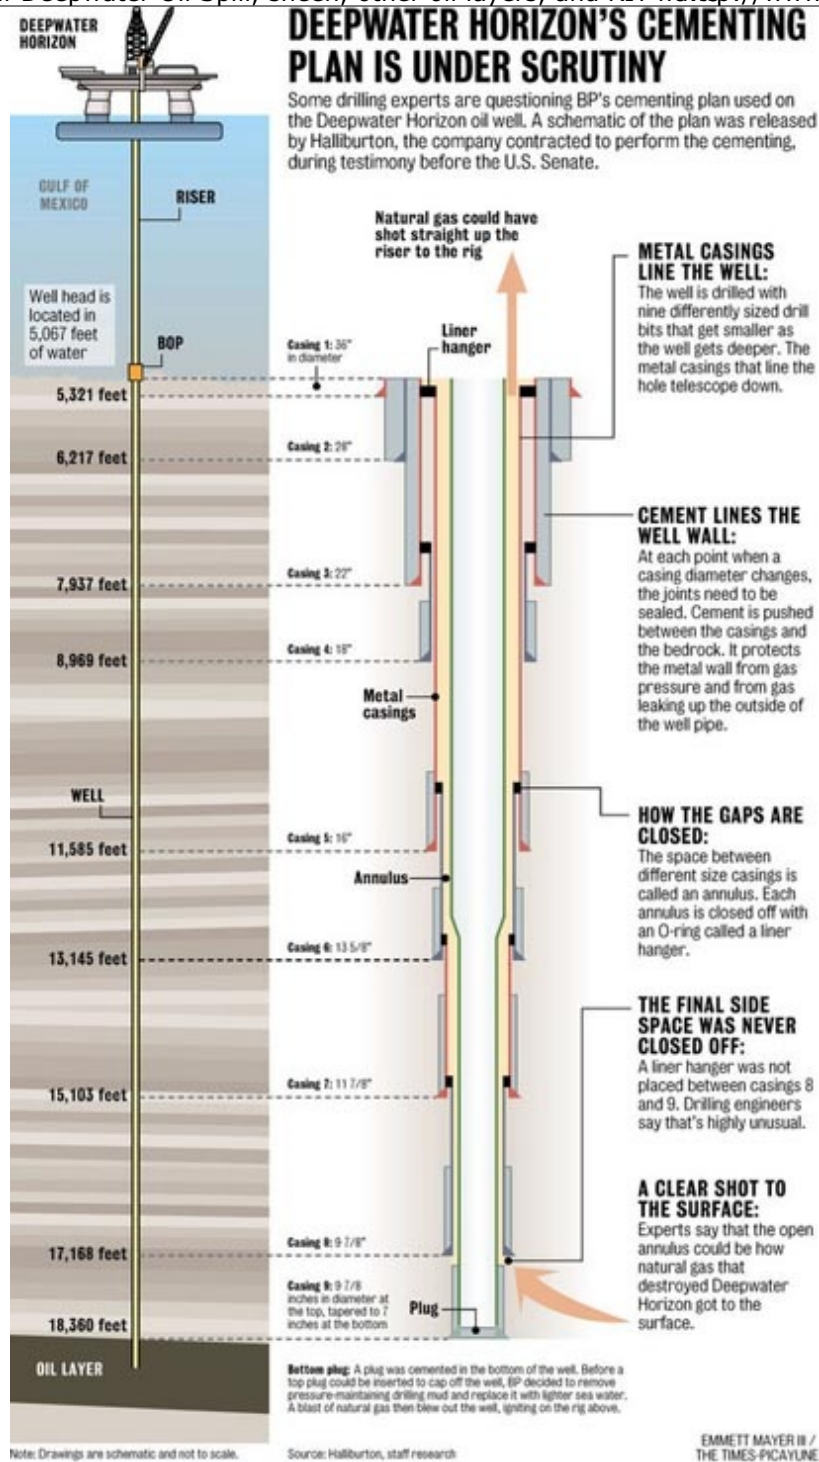 DEEPWATER HORIZON'S CEMENTING
PLAN IS UNDER SCRUTINY
Some drilling experts are questioning BP's cementing plan used on
the Deepwater Horizon oil well. A schematic of the plan was released
by Halliburton, the company contracted to perform the cementing,
during testimony before the U.S. Senate.
DEEPWATER
HORIZON
GULF OF
MEXICO
RISER
Well head is
located in
5,067 feet
of water
BOP
5,321 feet
6,217 feet
7,937 feet
8,969 feet
WELL
11,585 feet
13,145 feet
15,103 feet
17,168 feet
18,360 feet
OIL LAYER
Note: Drawings are schematic and not to scale.
Natural gas could have
shot straight up the
riser to the rig
Casing 1: 36"
in diameter
Liner
hanger
Casing 2: 28"
Casing 3: 22"
Casing 4: 18"
Metal
casings
Casing 5: 16"
Annulus
Casing 6: 13 5/8"
Casing 7: 11 7/8"
Casing 8: 9 7/8"
Casing 9: 9 7/8
inches in diameter at
the top, tapered to 7
inches at the bottom
Plug
Bottom plug: A plug was cemented in the bottom of the well. Before a
top plug could be inserted to cap off the well, BP decided to remove
pressure-maintaining drilling mud and replace it with lighter sea water.
A blast of natural gas then blew out the well, igniting on the rig above.
Source: Halliburton, staff research
METAL CASINGS
LINE THE WELL:
The well is drilled with
nine differently sized drill
bits that get smaller as
the well gets deeper. The
metal casings that line the
hole telescope down.
CEMENT LINES THE
WELL WALL:
At each point when a
casing diameter changes,
the joints need to be
sealed. Cement is pushed
between the casings and
the bedrock. It protects
the metal wall from gas
pressure and from gas
leaking up the outside of
the well pipe.
HOW THE GAPS ARE
CLOSED:
The space between
different size casings is
called an annulus. Each
annulus is closed off with
an O-ring called a liner
hanger.
THE FINAL SIDE
SPACE WAS NEVER
CLOSED OFF:
A liner hanger was not
placed between casings 8
and 9. Drilling engineers
say that's highly unusual.
A CLEAR SHOT TO
THE SURFACE:
Experts say that the open
annulus could be how
natural gas that
destroyed Deepwater
Horizon got to the
surface.
EMMETT MAYER III /
THE TIMES-PICAYUNE